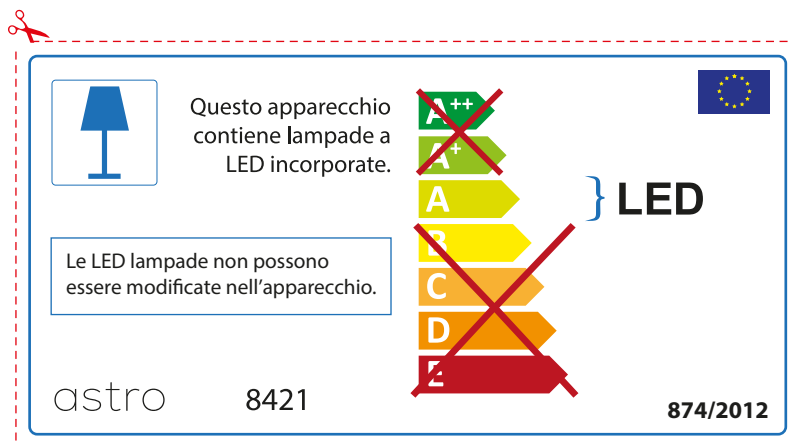 Questo apparecchio
contiene lampade a
LED incorporate.
A++
A+
A
B
C
D
E
LED
Le LED lampade non possono
essere modificate nell'apparecchio.
astro
8421
874/2012